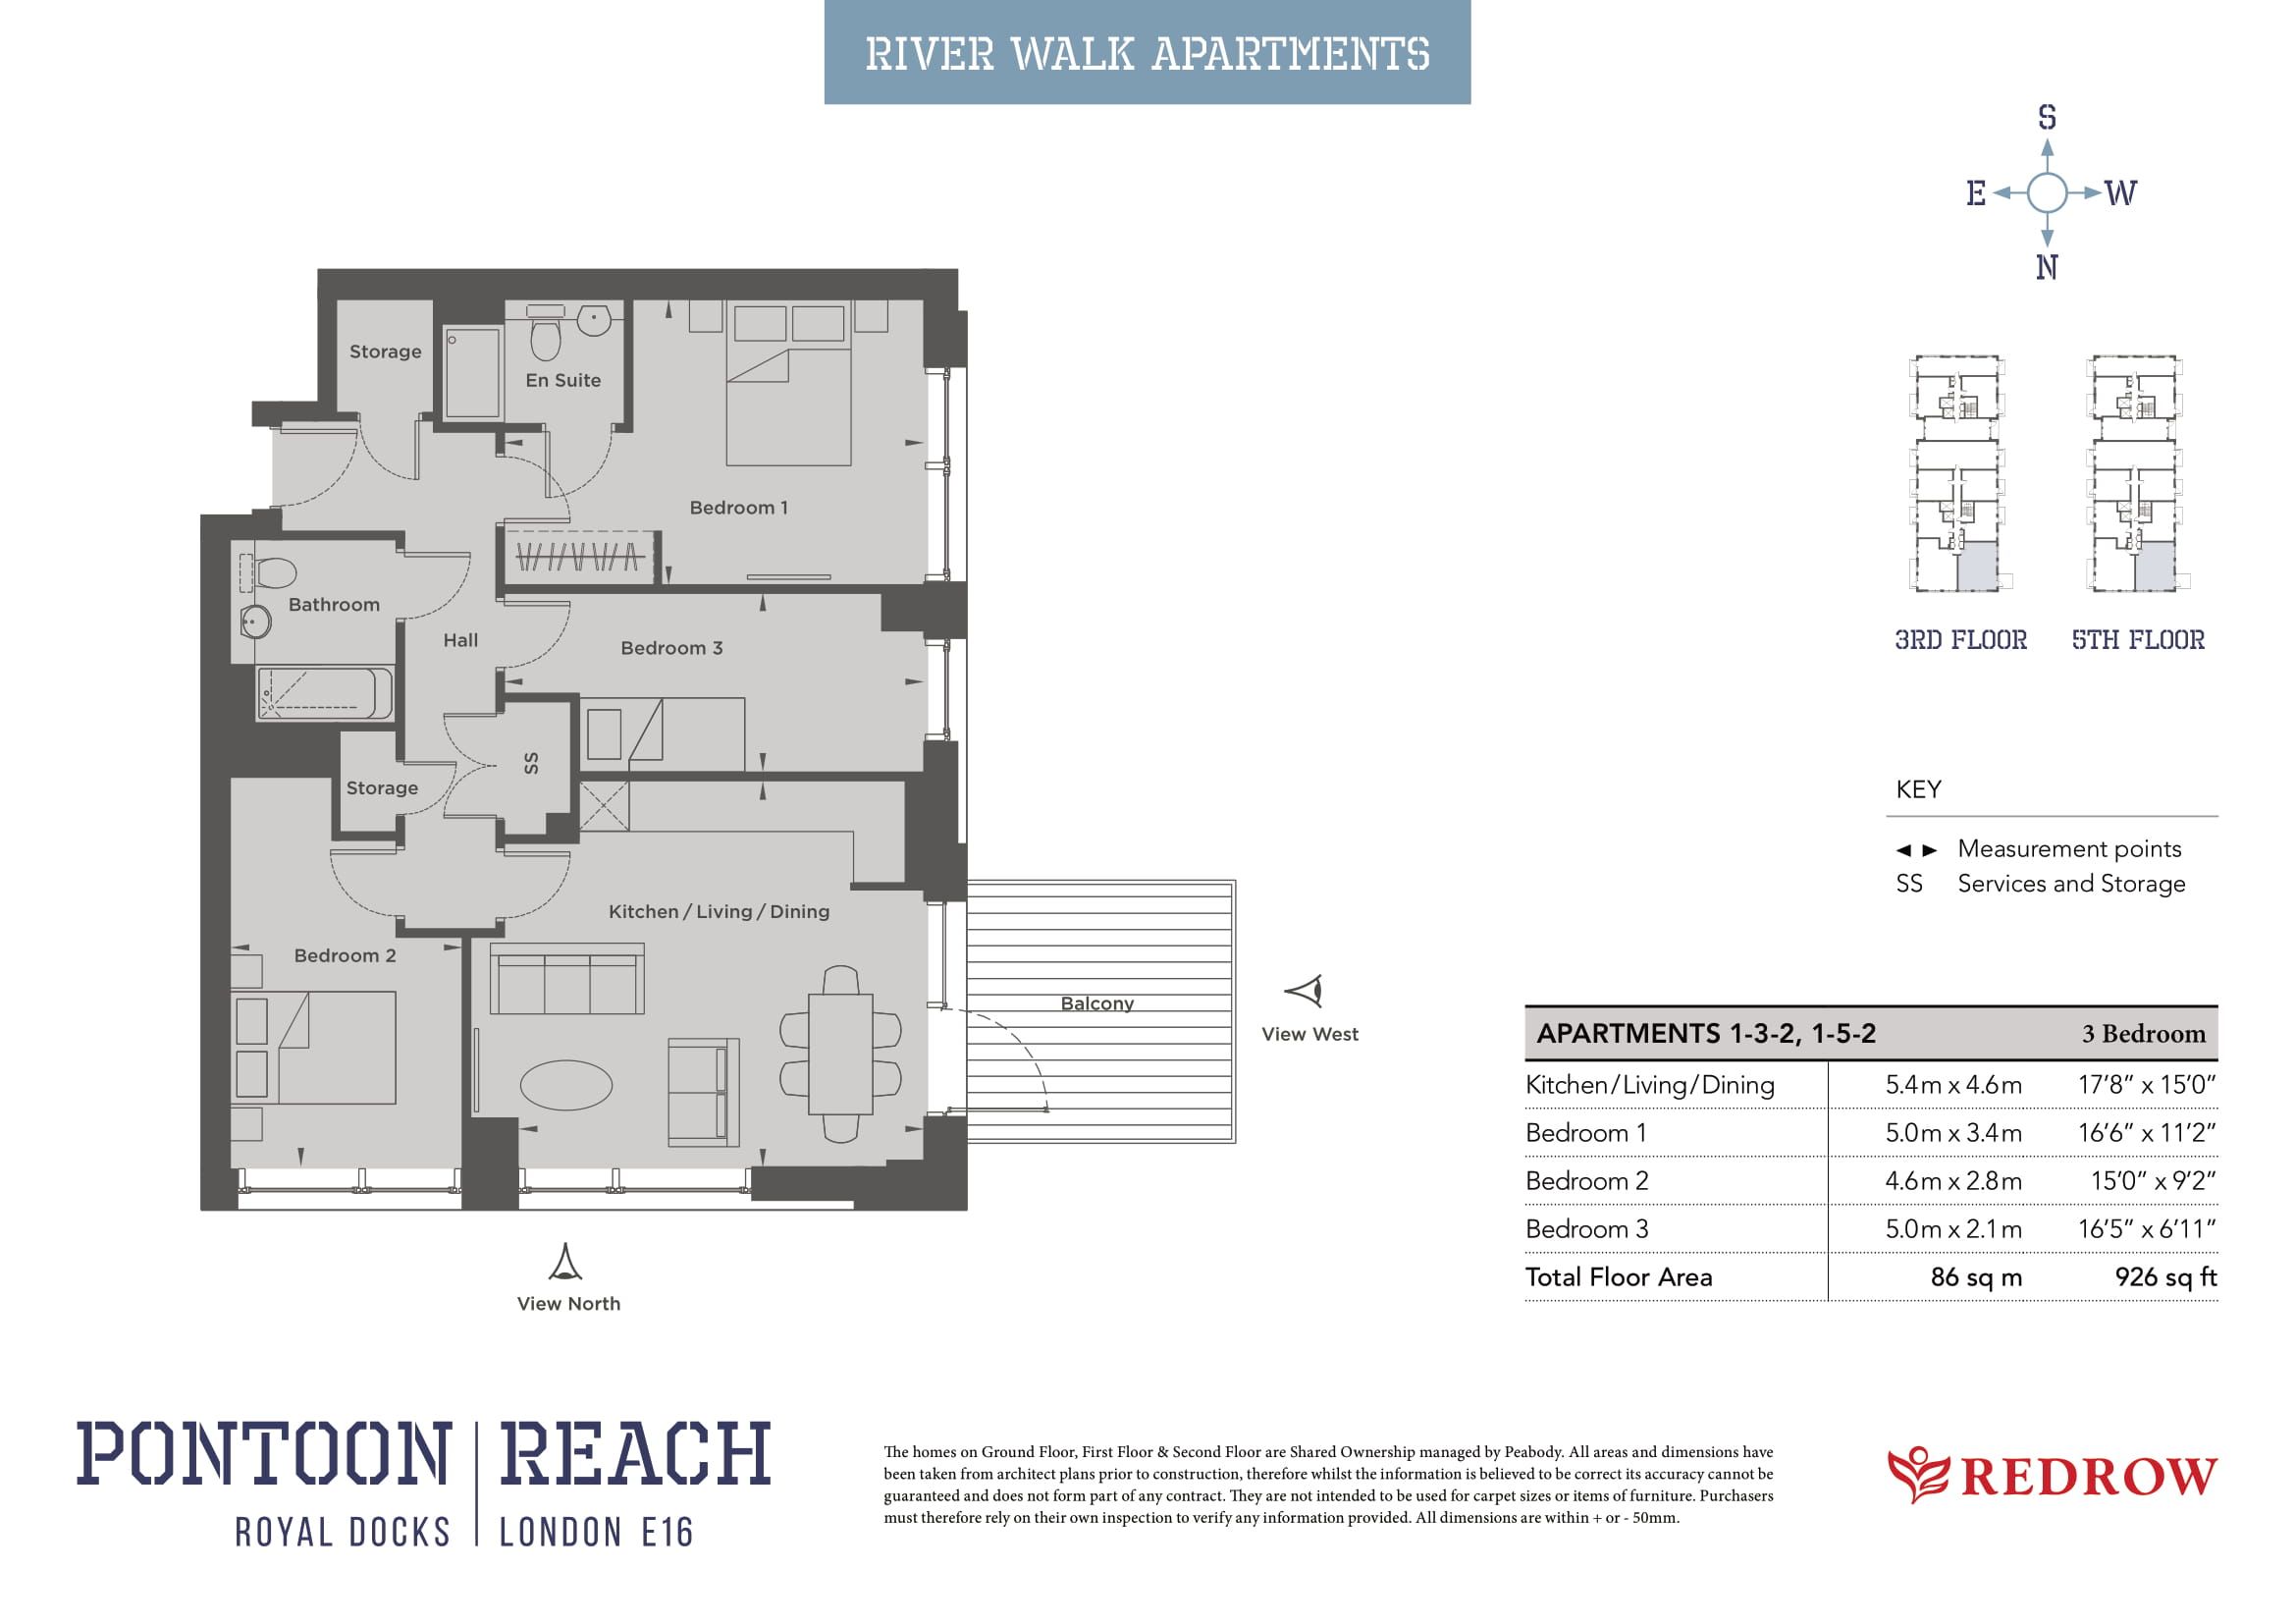 RIVER WALK APARTMENTS
S
E W
N
Storage
En Suite
Bedroom 1
Bathroom
Hall
Bedroom 3
SS
Storage
Kitchen / Living / Dining
Bedroom 2
Balcony
View West
View North
3RD FLOOR 5TH FLOOR
KEY
Measurement points
SS Services and Storage
APARTMENTS 1-3-2, 1-5-2 3 Bedroom
Kitchen/Living/Dining 5.4m x 4.6m 17’8” x 15’0”
Bedroom 1 5.0m x 3.4m 16’6” x 11’2”
Bedroom 2 4.6m x 2.8m 15’0” x 9’2”
Bedroom 3 5.0m x 2.1m 16’5” x 6’11”
Total Floor Area 86 sq m 926 sq ft
PONTOON REACH
ROYAL DOCKS LONDON E16
The homes on Ground Floor, First Floor & Second Floor are Shared Ownership managed by Peabody. All areas and dimensions have
been taken from architect plans prior to construction, therefore whilst the information is believed to be correct its accuracy cannot be
guaranteed and does not form part of any contract. They are not intended to be used for carpet sizes or items of furniture. Purchasers
must therefore rely on their own inspection to verify any information provided. All dimensions are within + or - 50mm.
REDROW